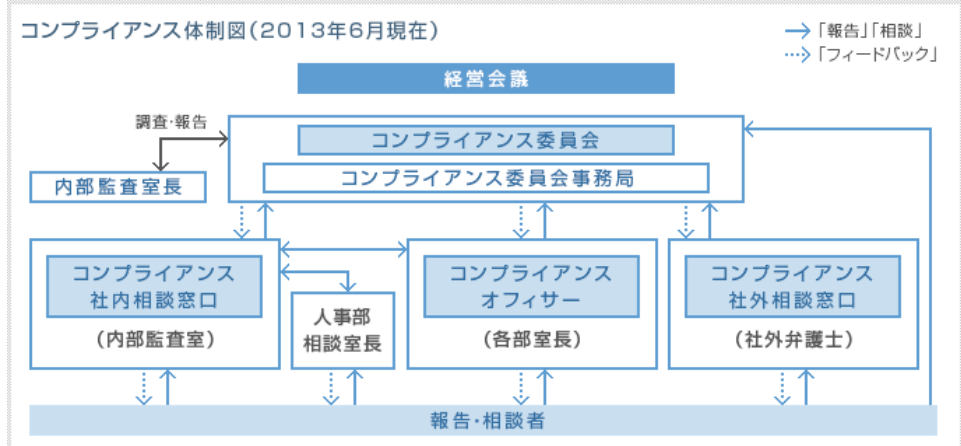 コンプライアンス体制図(2013年6月現在)
「報告」「相談」
「フィードバック」
経営会議
調査・報告
コンプライアンス委員会
コンプライアンス委員会事務局
内部監査室長
コンプライアンス
社内相談窓口
(内部監査室)
人事部
相談室長
コンプライアンス
オフィサー
(各部室長)
コンプライアンス
社外相談窓口
(社外弁護士)
報告・相談者